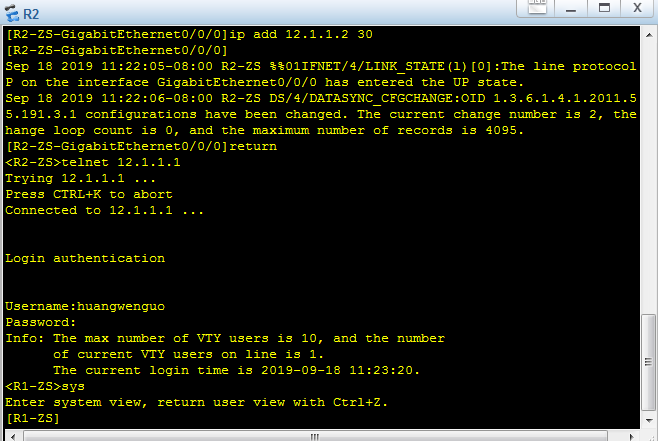 R2
[R2-ZS-GigabitEthernet0/0/0]ip add 12.1.1.2 30
[R2-ZS-GigabitEthernet0/0/0]
Sep 18 2019 11:22:05-08:00 R2-ZS %%01IFNET/4/LINK_STATE(l)[0]:The line protocol
P on the interface GigabitEthernet0/0/0 has entered the UP state.
Sep 18 2019 11:22:06-08:00 R2-ZS DS/4/DATASYNC_CFGCHANGE:OID 1.3.6.1.4.1.2011.5
5.191.3.1 configurations have been changed. The current change number is 2, the
hange loop count is 0, and the maximum number of records is 4095.
[R2-ZS-GigabitEthernet0/0/0]return
<R2-ZS>telnet 12.1.1.1
Trying 12.1.1.1 ...
Press CTRL+K to abort
Connected to 12.1.1.1 ...
Login authentication
Username:huangwenguo
Password:
Info: The max number of VTY users is 10, and the number
of current VTY users on line is 1.
The current login time is 2019-09-18 11:23:20.
<R1-ZS>sys
Enter system view, return user view with Ctrl+Z.
[R1-ZS]